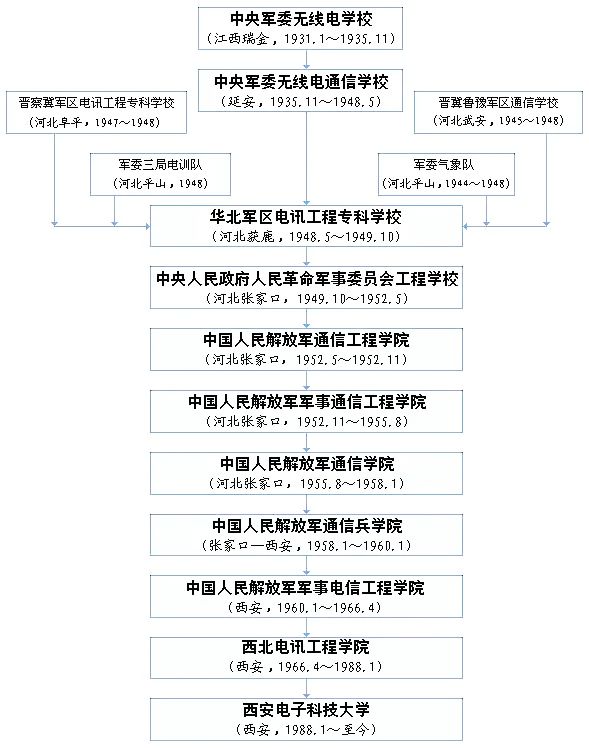 中央军委无线电学校
（江西瑞金，1931.1～1935.11）
中央军委无线电通信学校
（延安，1935.11～1948.5）
晋察冀军区电讯工程专科学校
（河北阜平，1947～1948）
晋冀鲁豫军区通信学校
（河北武安，1945～1948）
军委三局电训队
（河北平山，1948）
军委气象队
（河北平山，1944～1948）
华北军区电讯工程专科学校
（河北获鹿，1948.5～1949.10）
中央人民政府人民革命军事委员会工程学校
（河北张家口，1949.10～1952.5）
中国人民解放军通信工程学院
（河北张家口，1952.5～1952.11）
中国人民解放军军事通信工程学院
（河北张家口，1952.11～1955.8）
中国人民解放军通信学院
（河北张家口，1955.8～1958.1）
中国人民解放军通信兵学院
（张家口—西安，1958.1～1960.1）
中国人民解放军军事电信工程学院
（西安，1960.1～1966.4）
西北电讯工程学院
（西安，1966.4～1988.1）
西安电子科技大学
（西安，1988.1～至今）